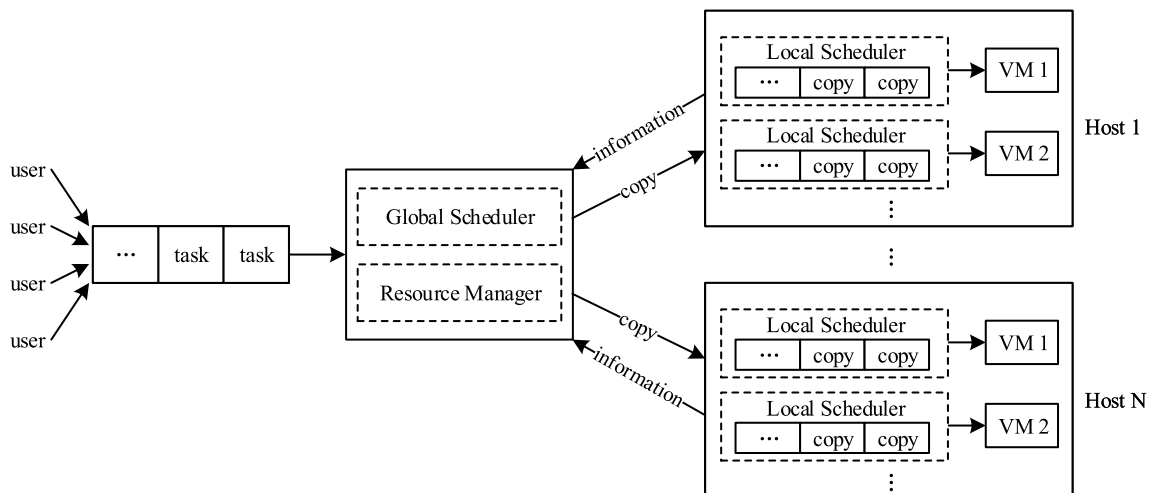 user
user
user
user
... task task
Global Scheduler
Resource Manager
information
copy
copy
information
Local Scheduler
... copy copy
VM 1
Local Scheduler
... copy copy
VM 2
...
Host 1
...
Local Scheduler
... copy copy
VM 1
Local Scheduler
... copy copy
VM 2
...
Host N